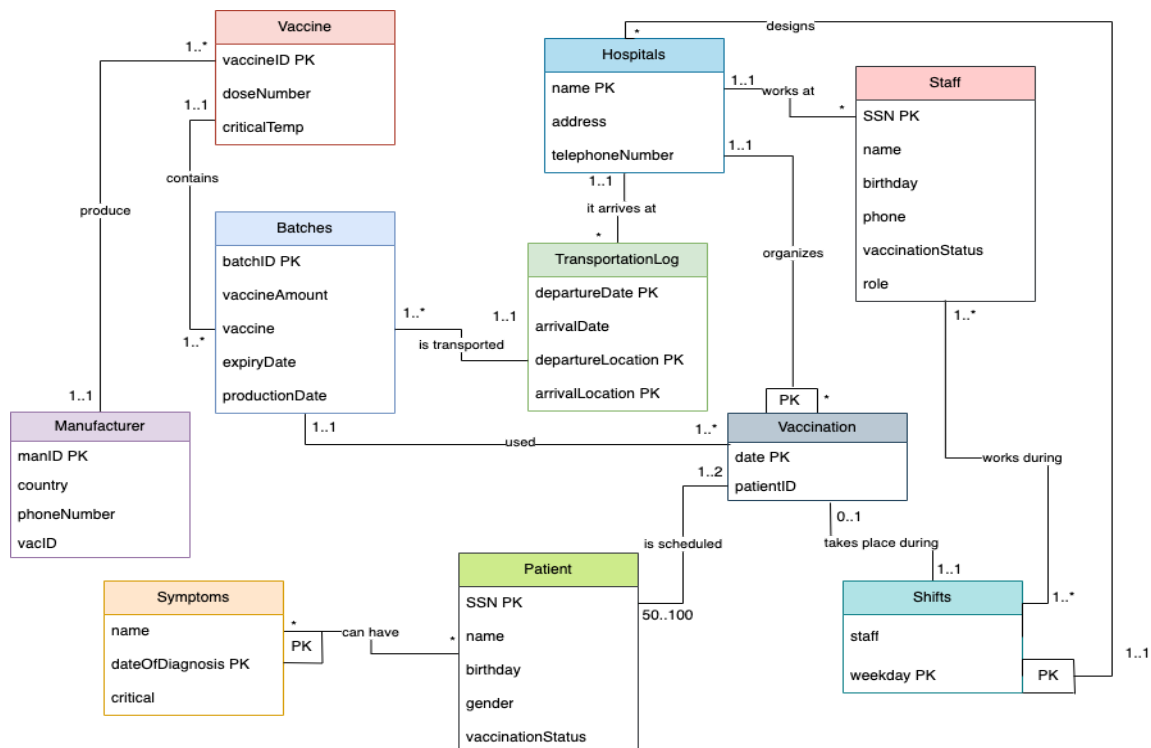 designs
Vaccine
vaccineID PK
doseNumber
criticalTemp
1..*
1..1
contains
produce
Hospitals
name PK
address
telephoneNumber
*
1..1
works at
*
1..1
1..1
it arrives at
*
organizes
Staff
SSN PK
name
birthday
phone
vaccinationStatus
role
1..*
Batches
batchID PK
vaccineAmount
vaccine
expiryDate
productionDate
1..*
1..*
is transported
1..1
TransportationLog
departureDate PK
arrivalDate
departureLocation PK
arrivalLocation PK
1..1
Manufacturer
manID PK
country
phoneNumber
vacID
1..1
used
1..*
PK
*
Vaccination
date PK
patientID
1..2
0..1
works during
is scheduled
takes place during
1..1
50..100
1..*
1..1
Symptoms
name
dateOfDiagnosis PK
critical
*
PK
can have
*
Patient
SSN PK
name
birthday
gender
vaccinationStatus
Shifts
staff
weekday PK
PK